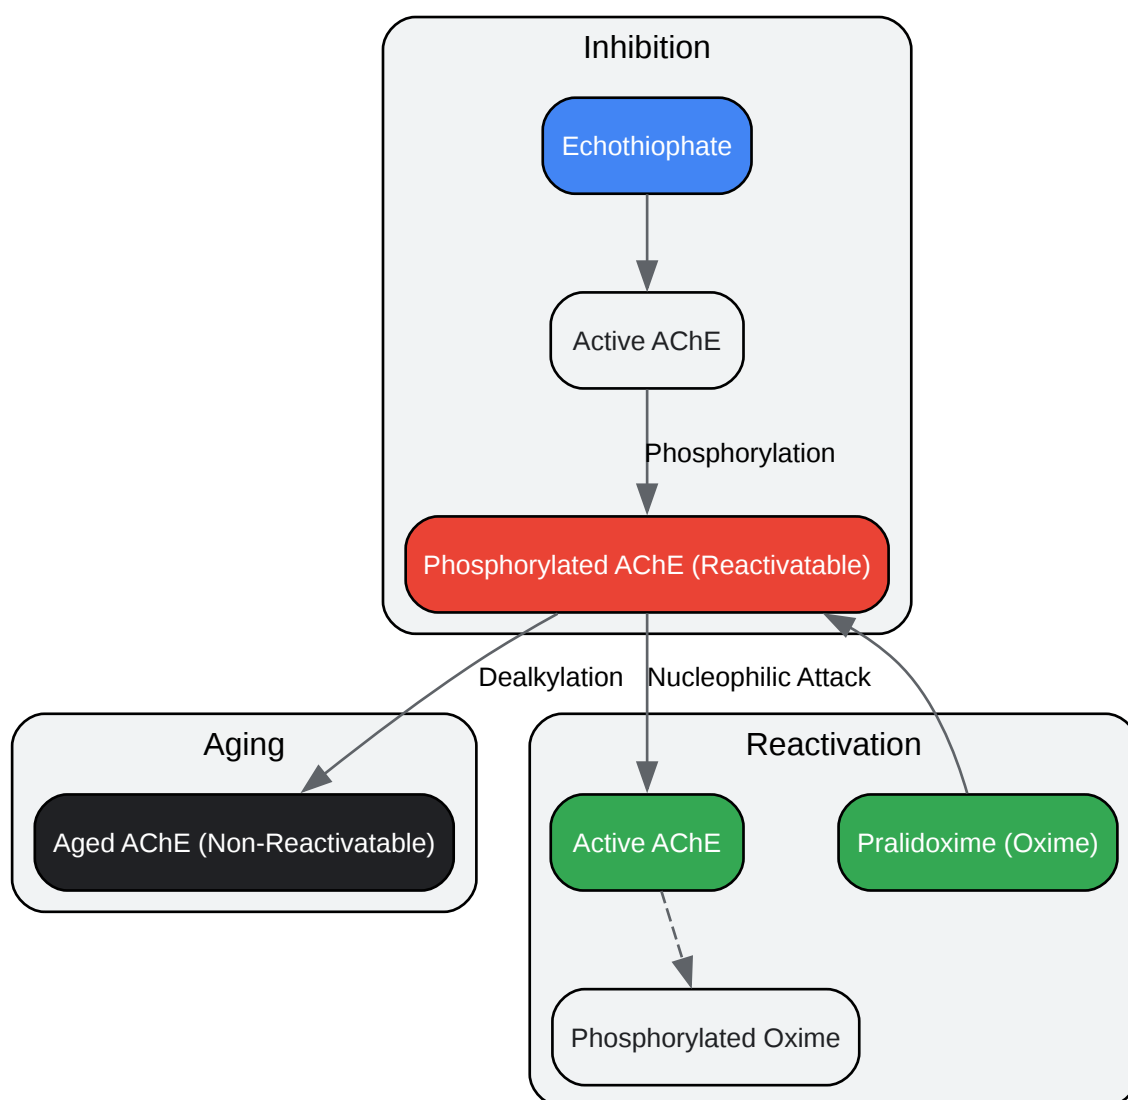 Inhibition
Echothiophate
Active AChE
Phosphorylation
Phosphorylated AChE (Reactivatable)
Dealkylation
Nucleophilic Attack
Aging
Reactivation
Aged AChE (Non-Reactivatable)
Active AChE
Pralidoxime (Oxime)
Phosphorylated Oxime